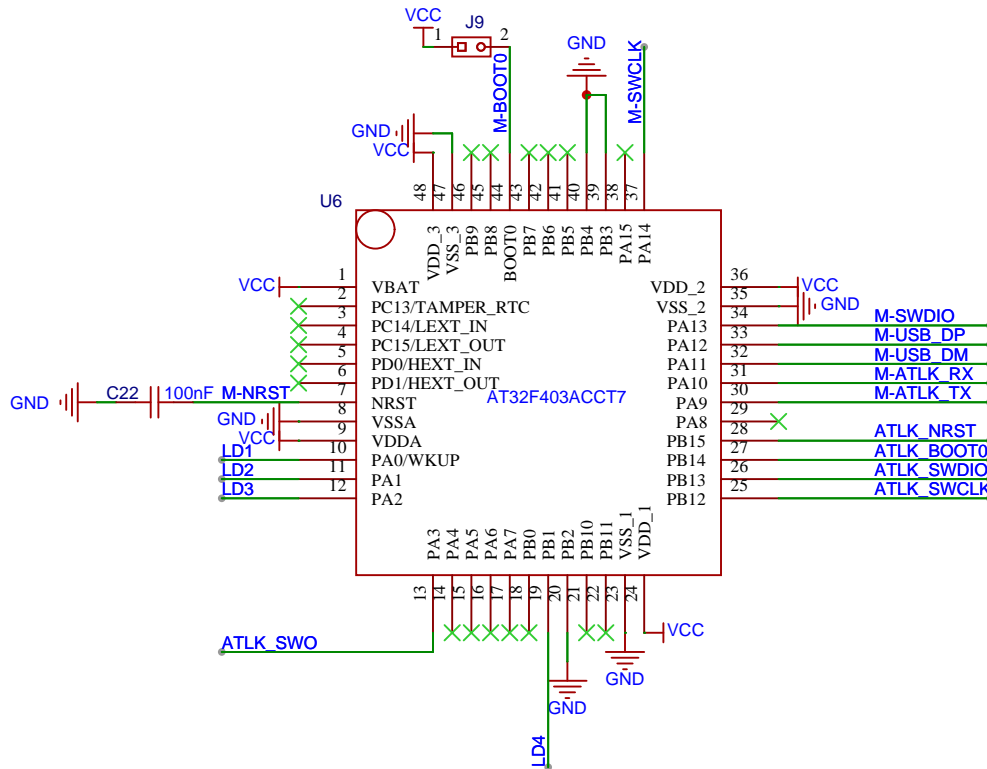 VCC
J9
1
2
GND
M-BOOT0
M-SWCLK
GND
VCC
48
47
46
45
44
43
42
41
40
39
38
37
U6
VDD_3
VSS_3
PB9
PB8
BOOT0
PB7
PB6
PB5
PB4
PB3
PA15
PA14
VCC
1
VBAT
2
PC13/TAMPER_RTC
3
PC14/LEXT_IN
4
PC15/LEXT_OUT
5
PD0/HEXT_IN
6
PD1/HEXT_OUT
GND
C22
100nF
M-NRST
7
NRST
GND
8
VSSA
VCC
9
VDDA
LD1
10
PA0/WKUP
LD2
11
PA1
LD3
12
PA2
AT32F403ACCT7
VDD_2
36
VCC
VSS_2
35
GND
PA13
34
M-SWDIO
PA12
33
M-USB_DP
PA11
32
M-USB_DM
PA10
31
M-ATLK_RX
PA9
30
M-ATLK_TX
PA8
29
PB15
28
ATLK_NRST
PB14
27
ATLK_BOOT0
PB13
26
ATLK_SWDIO
PB12
25
ATLK_SWCLK
PA3
PA4
PA5
PA6
PA7
PB0
PB1
PB2
PB10
PB11
VSS_1
VDD_1
13
14
15
16
17
18
19
20
21
22
23
24
ATLK_SWO
VCC
GND
GND
LD4